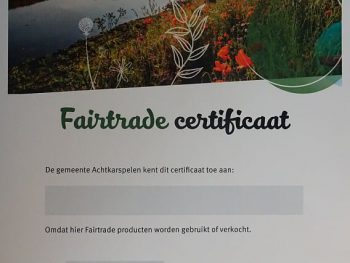 Fairtrade certificaat
De gemeente Achtkarspelen kent dit certificaat toe aan:
Omdat hier Fairtrade producten worden gebruikt of verkocht.